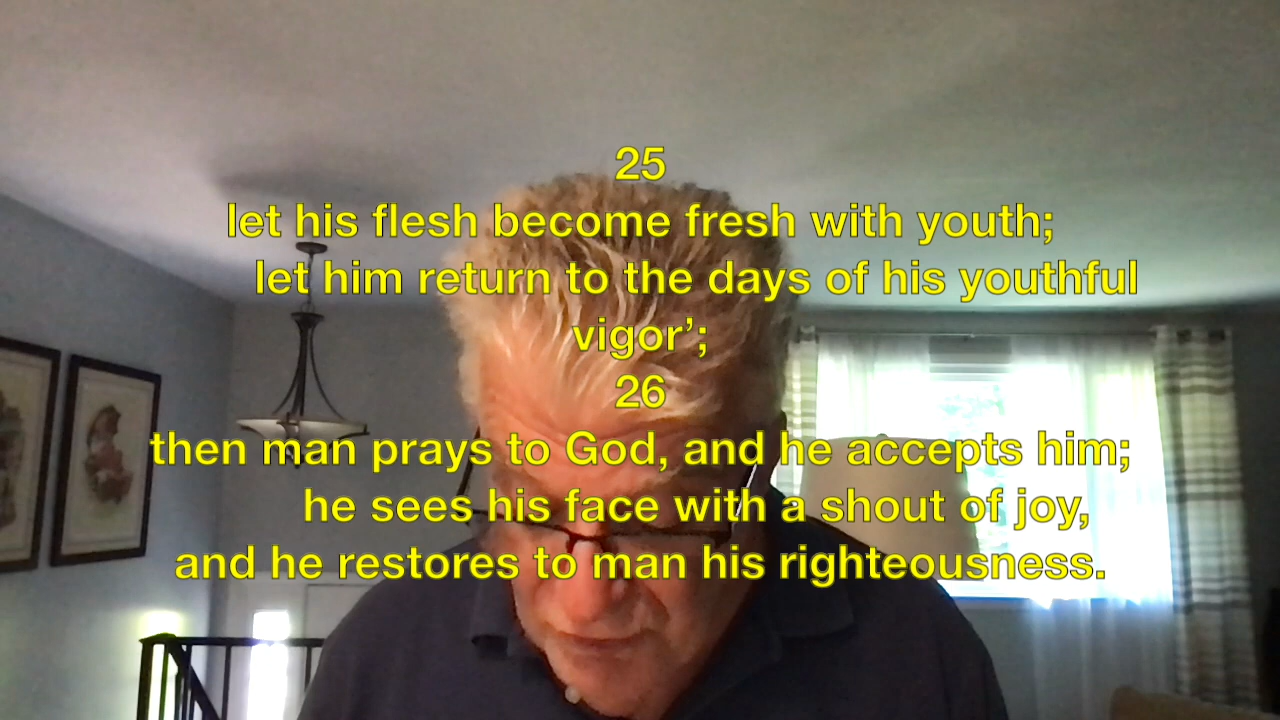 25
let his flesh become fresh with youth;
let him return to the days of his youthful
vigor’;
26
then man prays to God, and he accepts him;
he sees his face with a shout of joy,
and he restores to man his righteousness.